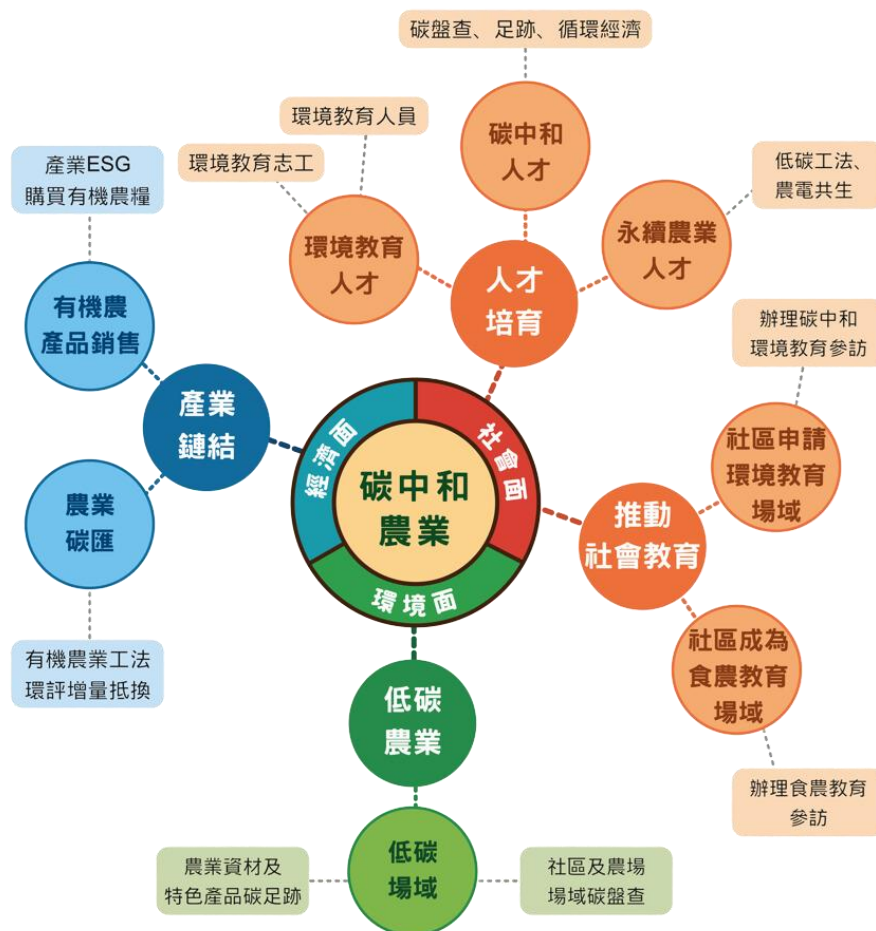 碳盤查、足跡、循環經濟
環境教育人員
環境教育志工
碳中和
人才
環境教育
人才
永續農業
人才
低碳工法、
農電共生
人才
培育
產業ESG
購買有機農糧
有機農
產品銷售
產業
鏈結
農業
碳匯
有機農業工法
環評增量抵換
經濟面
社會面
環境面
碳中和
農業
辦理碳中和
環境教育參訪
社區申請
環境教育
場域
推動
社會教育
社區成為
食農教育
場域
辦理食農教育
參訪
低碳
農業
低碳
場域
農業資材及
特色產品碳足跡
社區及農場
場域碳盤查